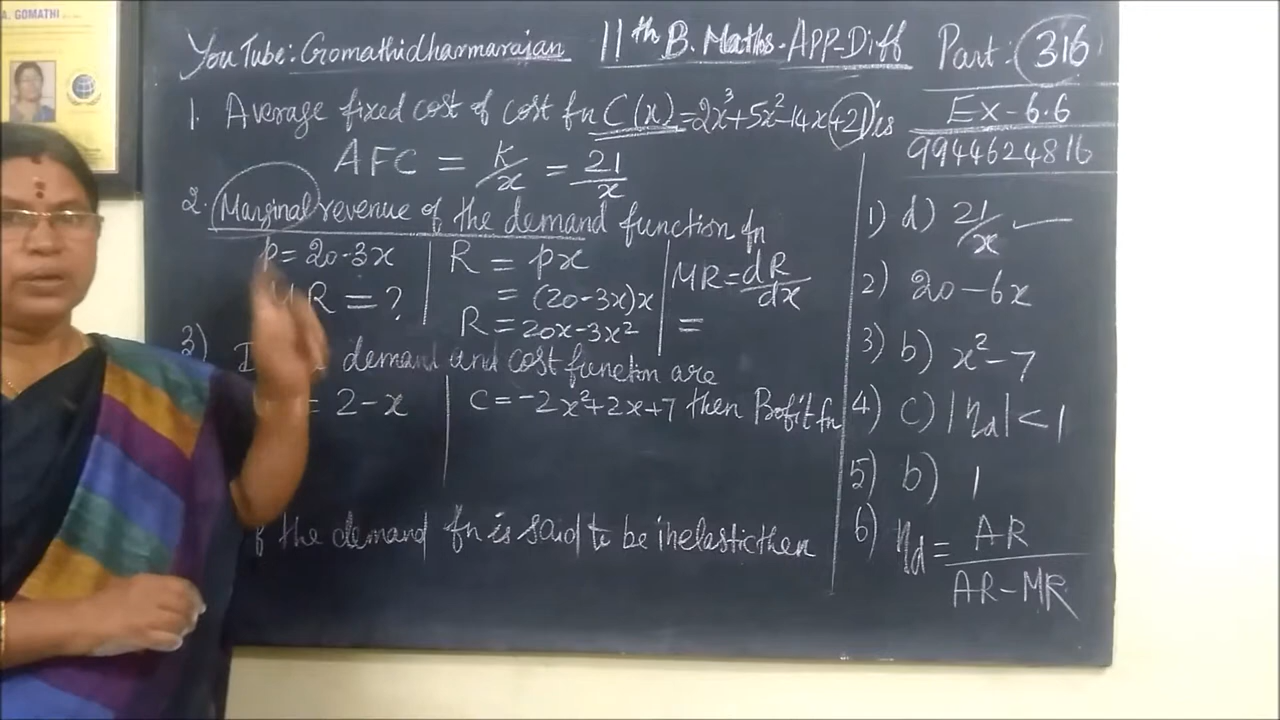 A. GOMATHI
YouTube: Gomathidharmarajan 11th B. Maths - APP-Diff Part: 316
Ex-6.6
9944624816
1. Average fixed cost of cost fn C(x)=2x³+5x²-14x+21 is
AFC = K/x = 21/x
2. Marginal revenue of the demand function fn
p=20-3x
MR = ?
R = px
= (20-3x)x
R = 20x-3x²
MR = dR/dx
=
3) demand and cost function are
= 2-x
C = -2x²+2x+7 then Profit fn
f the demand fn is said to be inelastic then
1) d) 21/x
2) 20-6x
3) b) x²-7
4) c) |ηd|<1
5) b) 1
6) ηd = AR/AR-MR